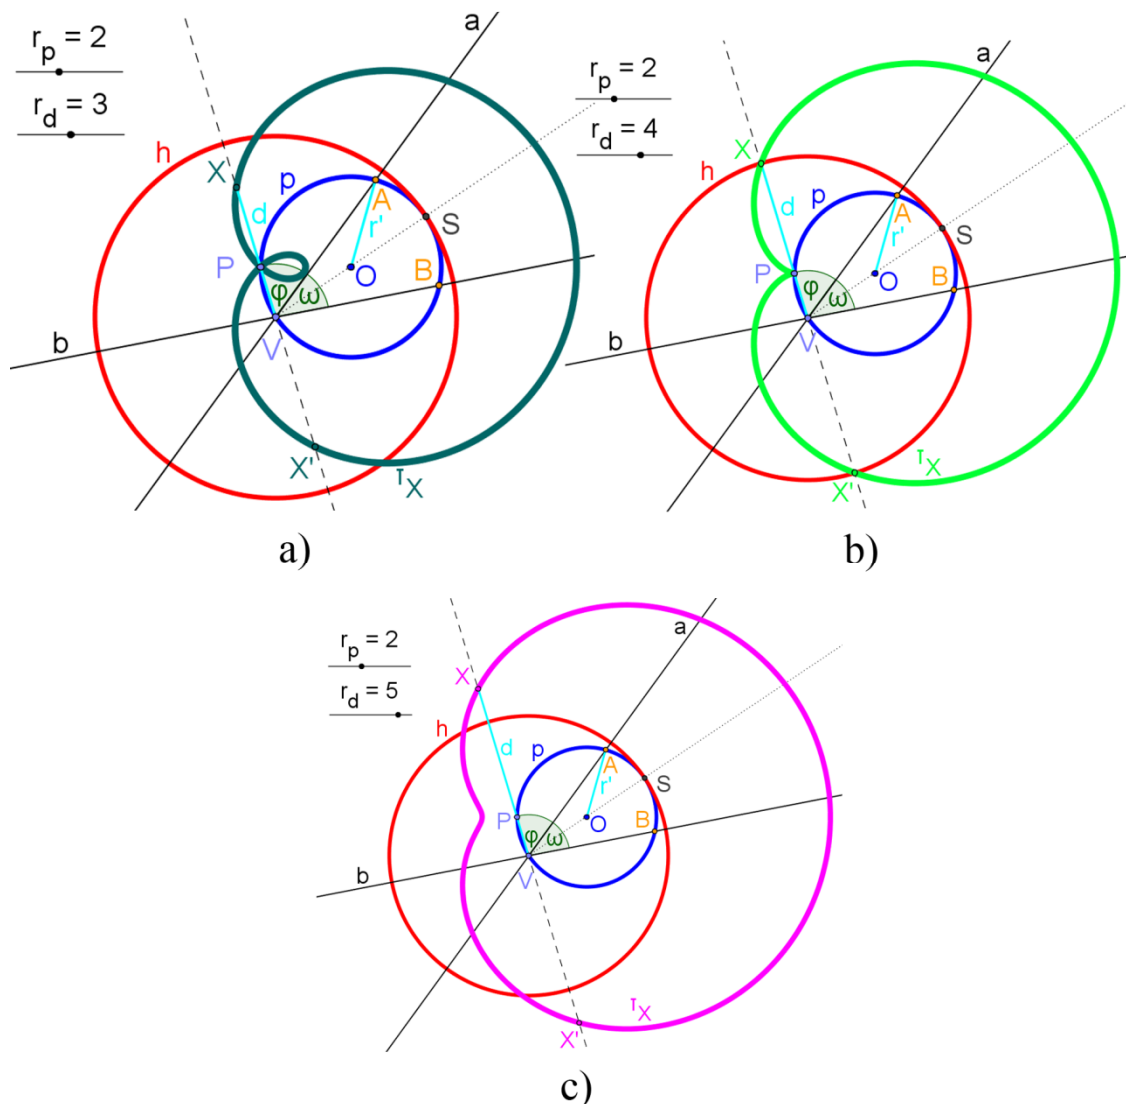 r_p = 2
r_d = 3
a
h
X
p
A
d
r'
S
P
O
φ
ω
B
b
V
X'
τ_X
a)
r_p = 2
r_d = 4
a
X
h
p
A
d
r'
S
P
O
φ
ω
B
b
V
τ_X
X'
b)
r_p = 2
r_d = 5
a
X
h
d
p
A
r'
S
P
O
B
φ
ω
b
V
τ_X
X'
c)